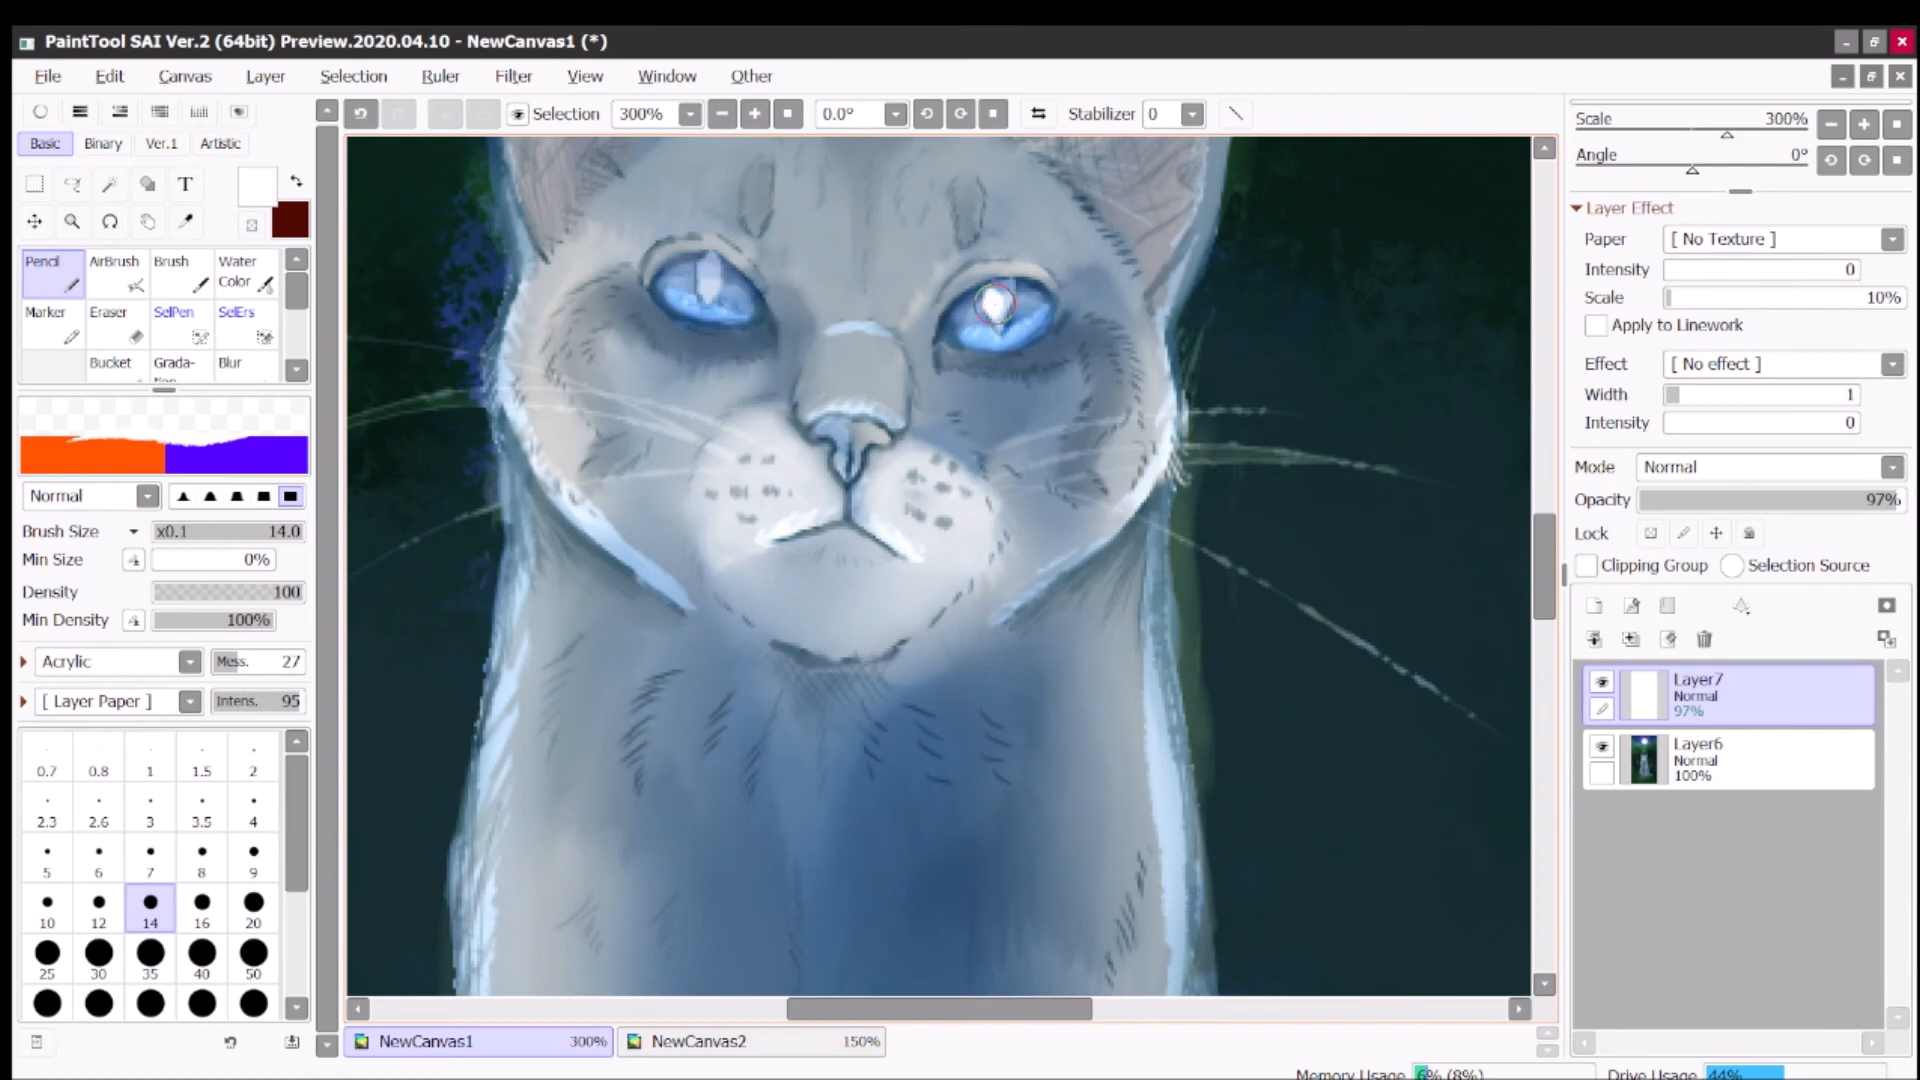 PaintTool SAI Ver.2 (64bit) Preview.2020.04.10 - NewCanvas1 (*)
File Edit Canvas Layer Selection Ruler Filter View Window Other
Selection 300% 0.0° Stabilizer 0
Basic Binary Ver.1 Artistic
T
Pencil AirBrush Brush Water Color
Marker Eraser SelPen SelErs
Bucket Grada- Blur
Normal
Brush Size x0.1 14.0
Min Size 0%
Density 100
Min Density 100%
Acrylic Mess. 27
[ Layer Paper ] Intens. 95
0.7 0.8 1 1.5 2
2.3 2.6 3 3.5 4
5 6 7 8 9
10 12 14 16 20
25 30 35 40 50
NewCanvas1 300% NewCanvas2 150%
Scale 300%
Angle 0°
Layer Effect
Paper [ No Texture ]
Intensity 0
Scale 10%
Apply to Linework
Effect [ No effect ]
Width 1
Intensity 0
Mode Normal
Opacity 97%
Lock
Clipping Group Selection Source
Layer7
Normal
97%
Layer6
Normal
100%
Memory Usage 6% (8%) Drive Usage 44%